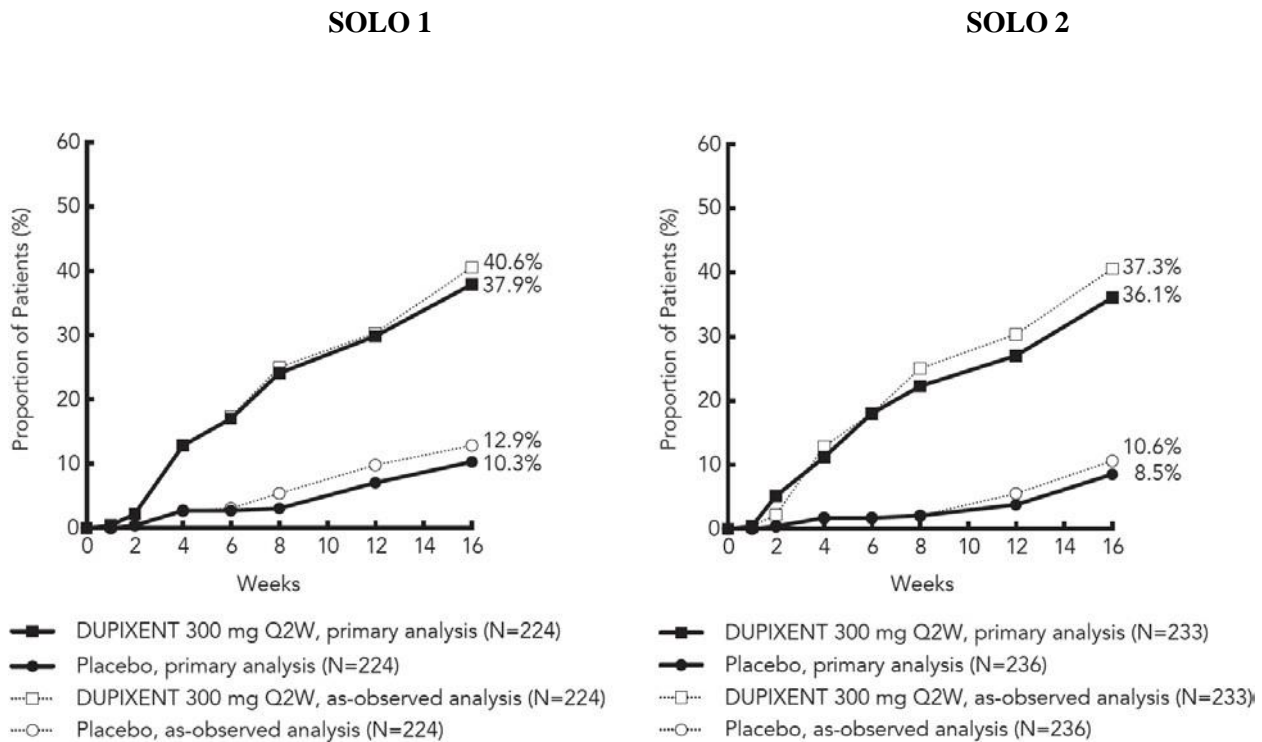 SOLO 1
SOLO 2
Proportion of Patients (%)
60
50
40
30
20
10
0
40.6%
37.9%
12.9%
10.3%
0 2 4 6 8 10 12 14 16
Weeks
DUPIXENT 300 mg Q2W, primary analysis (N=224)
Placebo, primary analysis (N=224)
DUPIXENT 300 mg Q2W, as-observed analysis (N=224)
Placebo, as-observed analysis (N=224)
Proportion of Patients (%)
60
50
40
30
20
10
0
37.3%
36.1%
10.6%
8.5%
0 2 4 6 8 10 12 14 16
Weeks
DUPIXENT 300 mg Q2W, primary analysis (N=233)
Placebo, primary analysis (N=236)
DUPIXENT 300 mg Q2W, as-observed analysis (N=233)
Placebo, as-observed analysis (N=236)